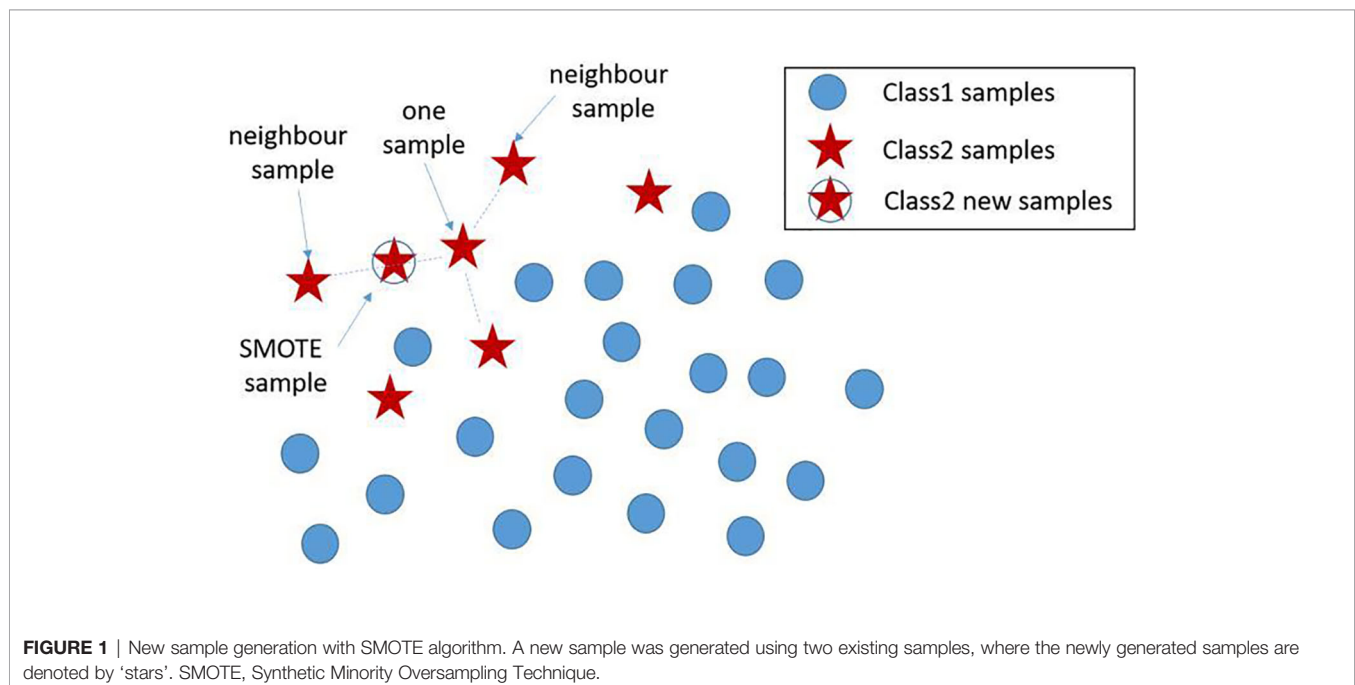 neighbour
sample
one
sample
neighbour
sample
SMOTE
sample
Class1 samples
Class2 samples
Class2 new samples
FIGURE 1 | New sample generation with SMOTE algorithm. A new sample was generated using two existing samples, where the newly generated samples are
denoted by ‘stars’. SMOTE, Synthetic Minority Oversampling Technique.